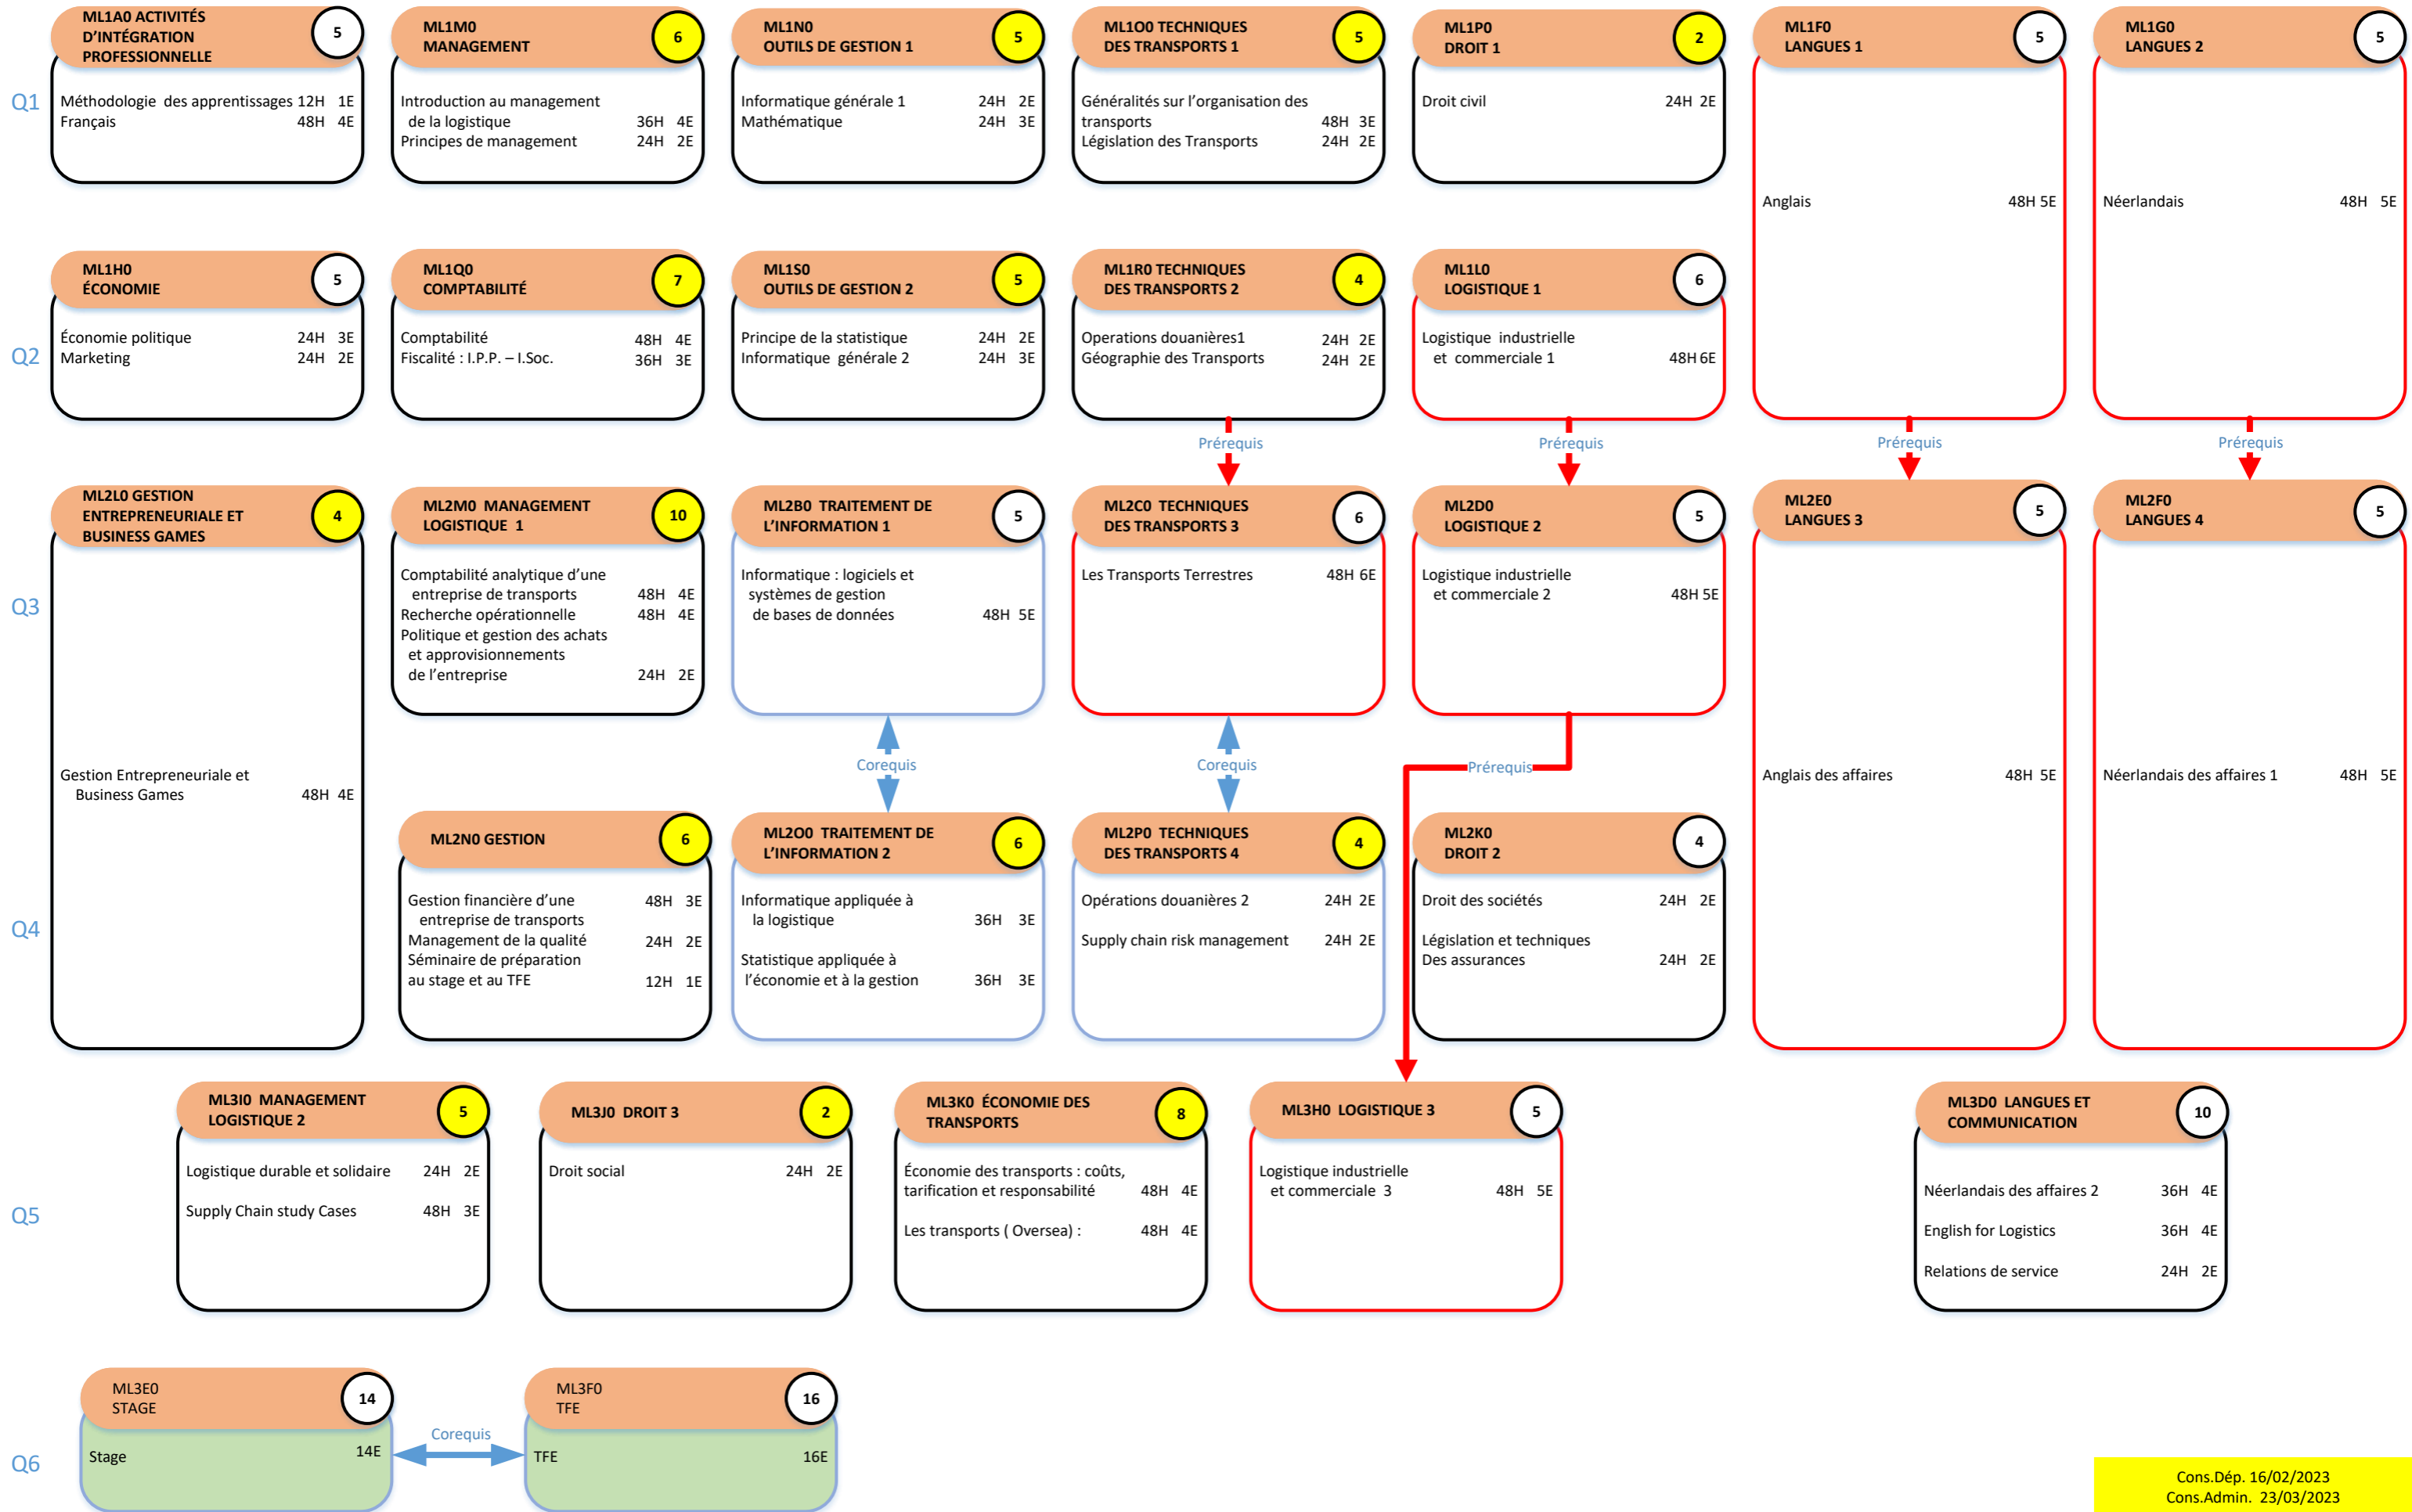 ML1A0 ACTIVITÉS
D'INTÉGRATION
PROFESSIONNELLE
5
Méthodologie des apprentissages 12H 1E
Français 48H 4E
ML1M0
MANAGEMENT
6
Introduction au management
de la logistique 36H 4E
Principes de management 24H 2E
ML1N0
OUTILS DE GESTION 1
5
Informatique générale 1 24H 2E
Mathématique 24H 3E
ML1O0 TECHNIQUES
DES TRANSPORTS 1
5
Généralités sur l'organisation des
transports 48H 3E
Législation des Transports 24H 2E
ML1P0
DROIT 1
2
Droit civil 24H 2E
ML1F0
LANGUES 1
5
Anglais 48H 5E
ML1G0
LANGUES 2
5
Néerlandais 48H 5E
Q1
ML1H0
ÉCONOMIE
5
Économie politique 24H 3E
Marketing 24H 2E
ML1Q0
COMPTABILITÉ
7
Comptabilité 48H 4E
Fiscalité : I.P.P. – I.Soc. 36H 3E
ML1S0
OUTILS DE GESTION 2
5
Principe de la statistique 24H 2E
Informatique générale 2 24H 3E
ML1R0 TECHNIQUES
DES TRANSPORTS 2
4
Operations douanières1 24H 2E
Géographie des Transports 24H 2E
ML1L0
LOGISTIQUE 1
6
Logistique industrielle
et commerciale 1 48H 6E
Q2
Prérequis
Prérequis
Prérequis
Prérequis
ML2L0 GESTION
ENTREPRENEURIALE ET
BUSINESS GAMES
4
Gestion Entrepreneuriale et
Business Games 48H 4E
ML2M0 MANAGEMENT
LOGISTIQUE 1
10
Comptabilité analytique d'une
entreprise de transports 48H 4E
Recherche opérationnelle 48H 4E
Politique et gestion des achats
et approvisionnements
de l'entreprise 24H 2E
ML2B0 TRAITEMENT DE
L'INFORMATION 1
5
Informatique : logiciels et
systèmes de gestion
de bases de données 48H 5E
ML2C0 TECHNIQUES
DES TRANSPORTS 3
6
Les Transports Terrestres 48H 6E
ML2D0
LOGISTIQUE 2
5
Logistique industrielle
et commerciale 2 48H 5E
ML2E0
LANGUES 3
5
Anglais des affaires 48H 5E
ML2F0
LANGUES 4
5
Néerlandais des affaires 1 48H 5E
Q3
Corequis
Corequis
Prérequis
ML2N0 GESTION
6
Gestion financière d'une 48H 3E
entreprise de transports
Management de la qualité 24H 2E
Séminaire de préparation
au stage et au TFE 12H 1E
ML2O0 TRAITEMENT DE
L'INFORMATION 2
6
Informatique appliquée à
la logistique 36H 3E
Statistique appliquée à
l'économie et à la gestion 36H 3E
ML2P0 TECHNIQUES
DES TRANSPORTS 4
4
Opérations douanières 2 24H 2E
Supply chain risk management 24H 2E
ML2K0
DROIT 2
4
Droit des sociétés 24H 2E
Législation et techniques
Des assurances 24H 2E
Q4
ML3I0 MANAGEMENT
LOGISTIQUE 2
5
Logistique durable et solidaire 24H 2E
Supply Chain study Cases 48H 3E
ML3J0 DROIT 3
2
Droit social 24H 2E
ML3K0 ÉCONOMIE DES
TRANSPORTS
8
Économie des transports : coûts,
tarification et responsabilité 48H 4E
Les transports ( Oversea) : 48H 4E
ML3H0 LOGISTIQUE 3
5
Logistique industrielle
et commerciale 3 48H 5E
ML3D0 LANGUES ET
COMMUNICATION
10
Néerlandais des affaires 2 36H 4E
English for Logistics 36H 4E
Relations de service 24H 2E
Q5
ML3E0
STAGE
14
Stage 14E
Corequis
ML3F0
TFE
16
TFE 16E
Q6
Cons.Dép. 16/02/2023
Cons.Admin. 23/03/2023